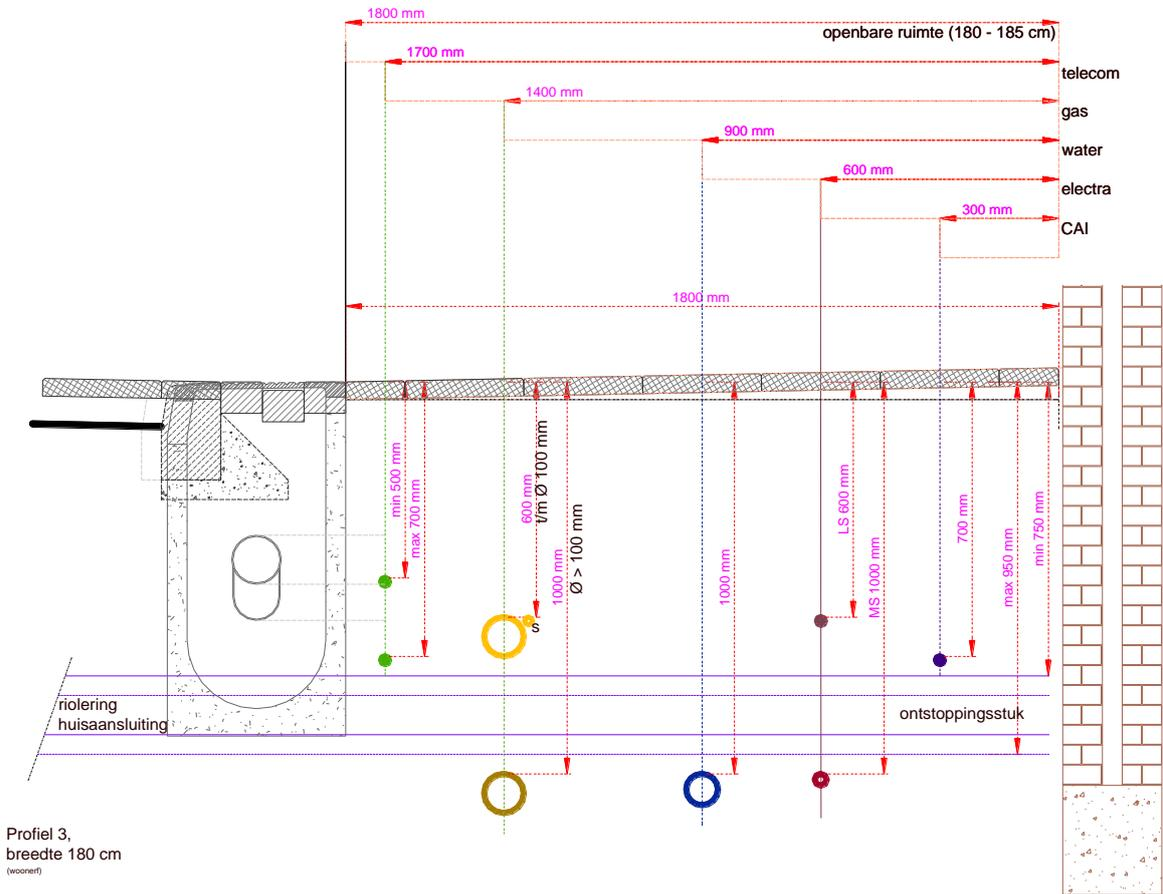 1800 mm
openbare ruimte (180 - 185 cm)
1700 mm
telecom
1400 mm
gas
900 mm
water
600 mm
electra
300 mm
CAI
1800 mm
min 500 mm
max 700 mm
600 mm
t/m Ø 100 mm
1000 mm
Ø > 100 mm
1000 mm
LS 600 mm
MS 1000 mm
700 mm
max 950 mm
min 750 mm
s
riolering
huisaansluiting
ontstoppingsstuk
Profiel 3,
breedte 180 cm
(woonerf)